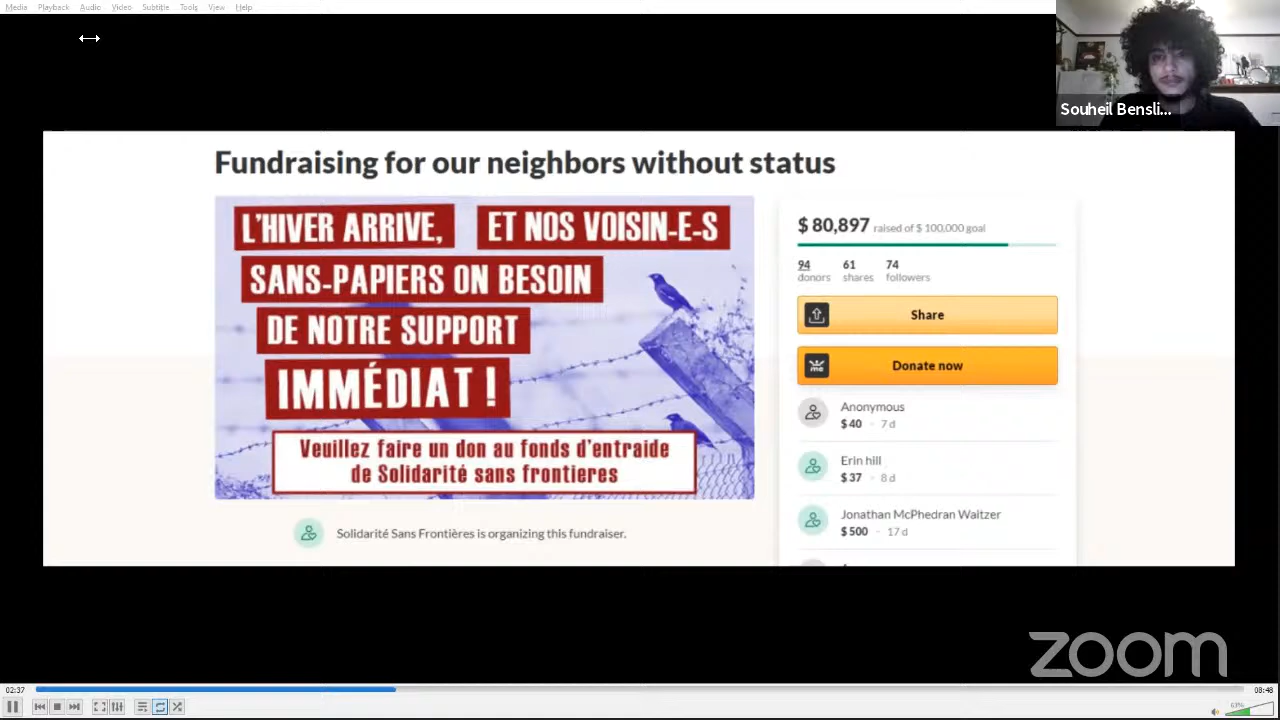 Media Playback Audio Video Subtitle Tools View Help
Souheil Bensli...
Fundraising for our neighbors without status
L'HIVER ARRIVE, ET NOS VOISIN-E-S
SANS-PAPIERS ON BESOIN
DE NOTRE SUPPORT
IMMÉDIAT !
Veuillez faire un don au fonds d'entraide
de Solidarité sans frontieres
Solidarité Sans Frontières is organizing this fundraiser.
$ 80,897 raised of $ 100,000 goal
94 61 74
donors shares followers
Share
me Donate now
Anonymous
$ 40 · 7 d
Erin hill
$ 37 · 8 d
Jonathan McPhedran Waitzer
$ 500 · 17 d
zoom
02:37 08:48
63%